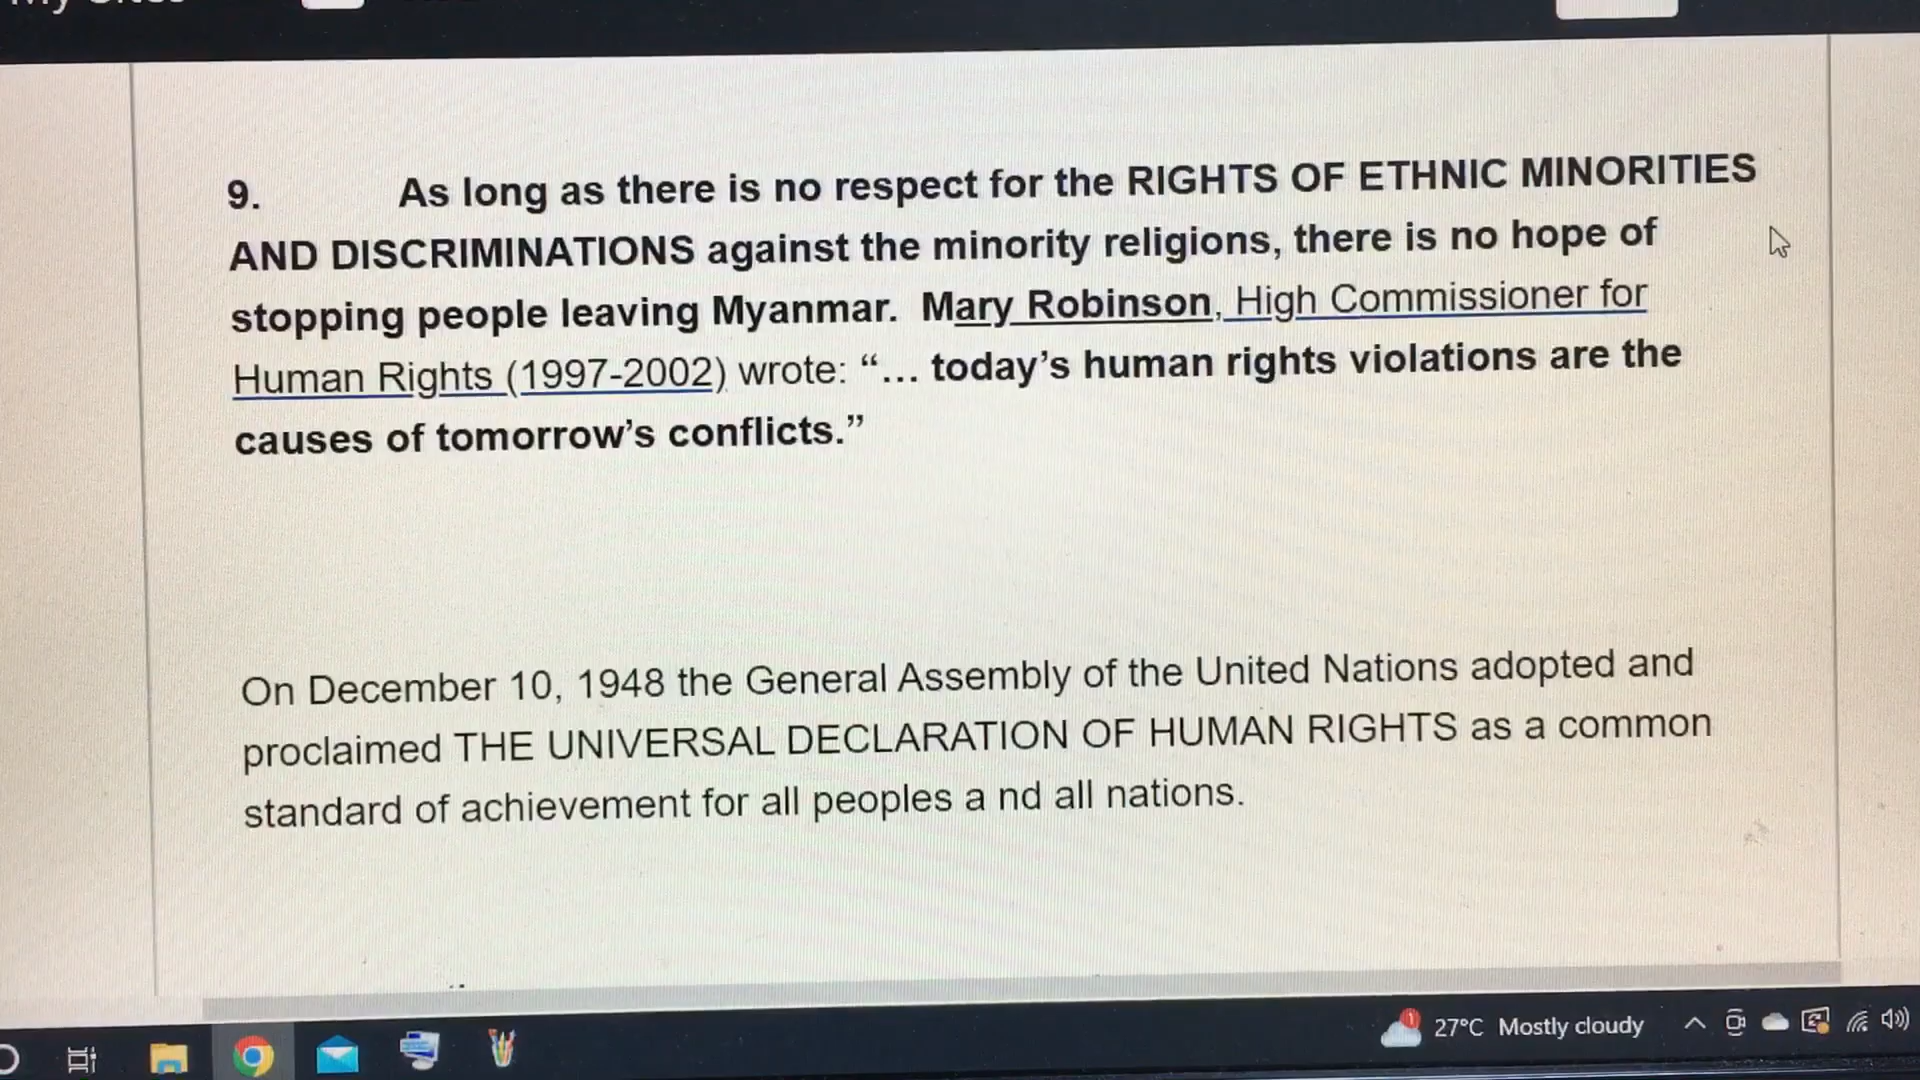 9. As long as there is no respect for the RIGHTS OF ETHNIC MINORITIES
AND DISCRIMINATIONS against the minority religions, there is no hope of
stopping people leaving Myanmar. Mary Robinson, High Commissioner for
Human Rights (1997-2002) wrote: “... today’s human rights violations are the
causes of tomorrow’s conflicts.”
On December 10, 1948 the General Assembly of the United Nations adopted and
proclaimed THE UNIVERSAL DECLARATION OF HUMAN RIGHTS as a common
standard of achievement for all peoples a nd all nations.
1
27°C Mostly cloudy